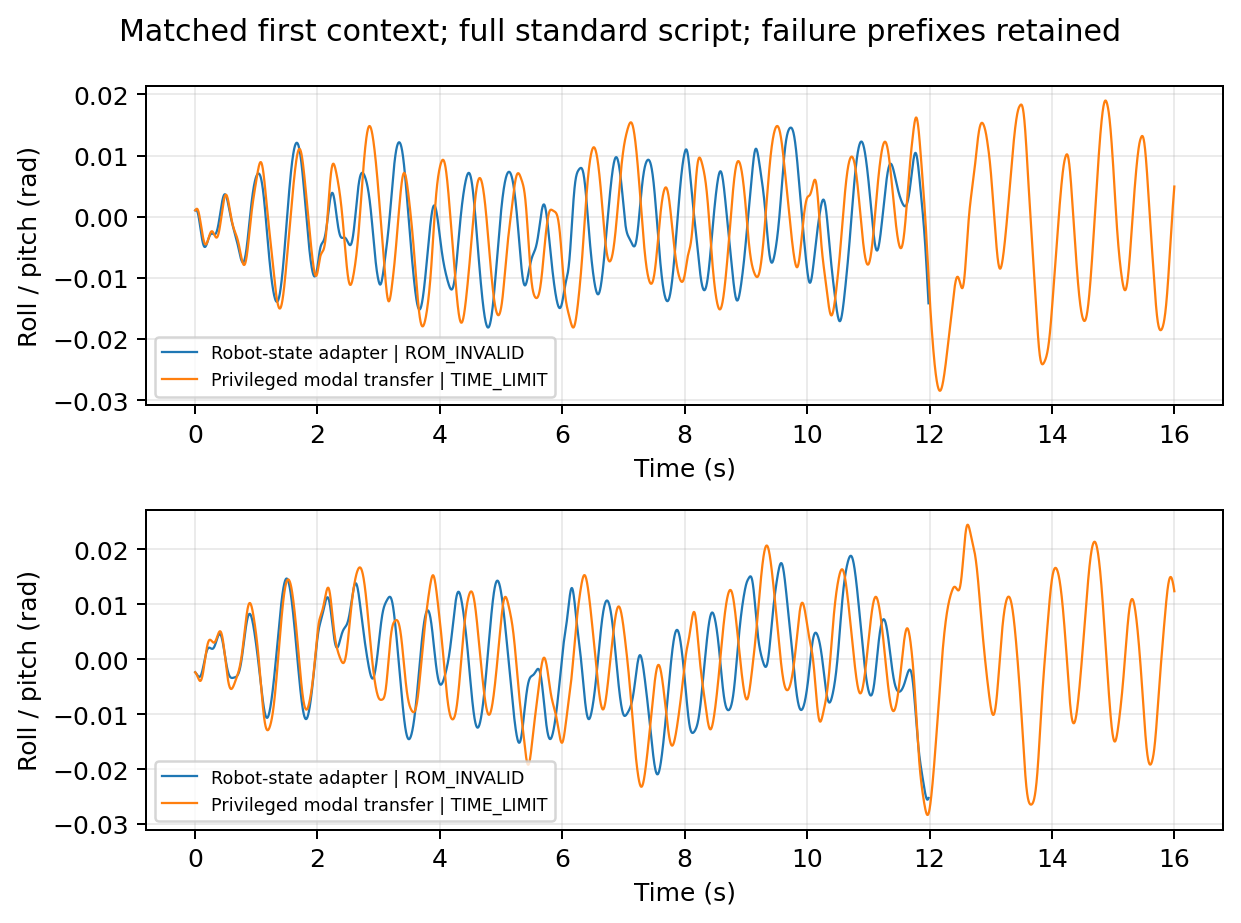 Matched first context; full standard script; failure prefixes retained
Roll / pitch (rad)
0.02
0.01
0.00
−0.01
−0.02
−0.03
Robot-state adapter | ROM_INVALID
Privileged modal transfer | TIME_LIMIT
0 2 4 6 8 10 12 14 16
Time (s)
Roll / pitch (rad)
0.02
0.01
0.00
−0.01
−0.02
−0.03
Robot-state adapter | ROM_INVALID
Privileged modal transfer | TIME_LIMIT
0 2 4 6 8 10 12 14 16
Time (s)